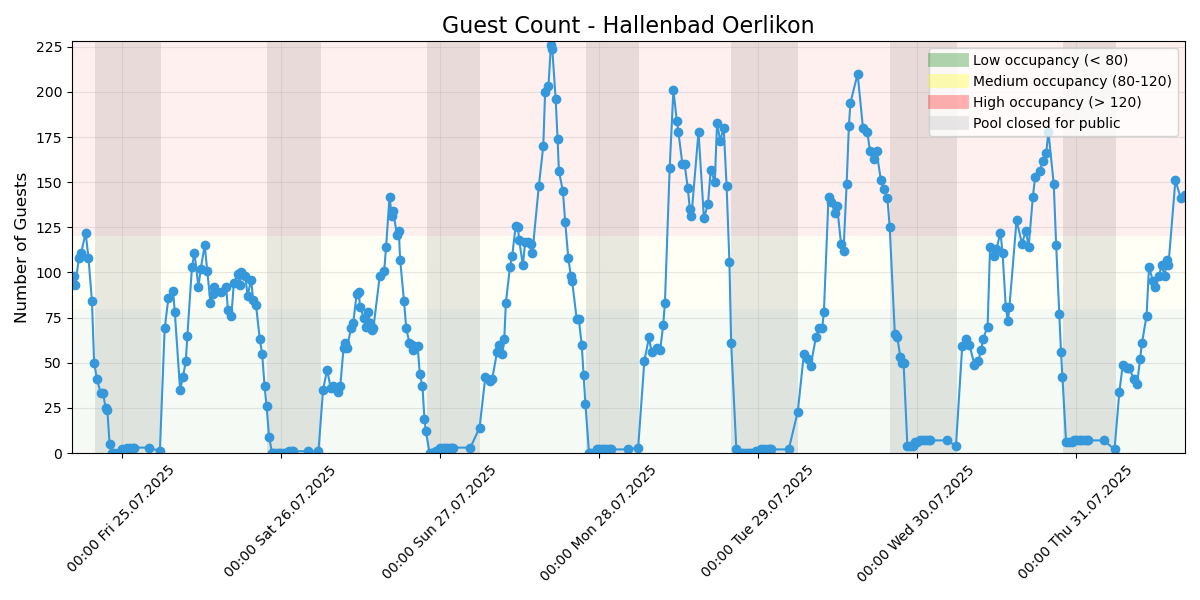 Guest Count - Hallenbad Oerlikon
Number of Guests
225
200
175
150
125
100
75
50
25
0
Low occupancy (< 80)
Medium occupancy (80-120)
High occupancy (> 120)
Pool closed for public
00:00 Fri 25.07.2025
00:00 Sat 26.07.2025
00:00 Sun 27.07.2025
00:00 Mon 28.07.2025
00:00 Tue 29.07.2025
00:00 Wed 30.07.2025
00:00 Thu 31.07.2025